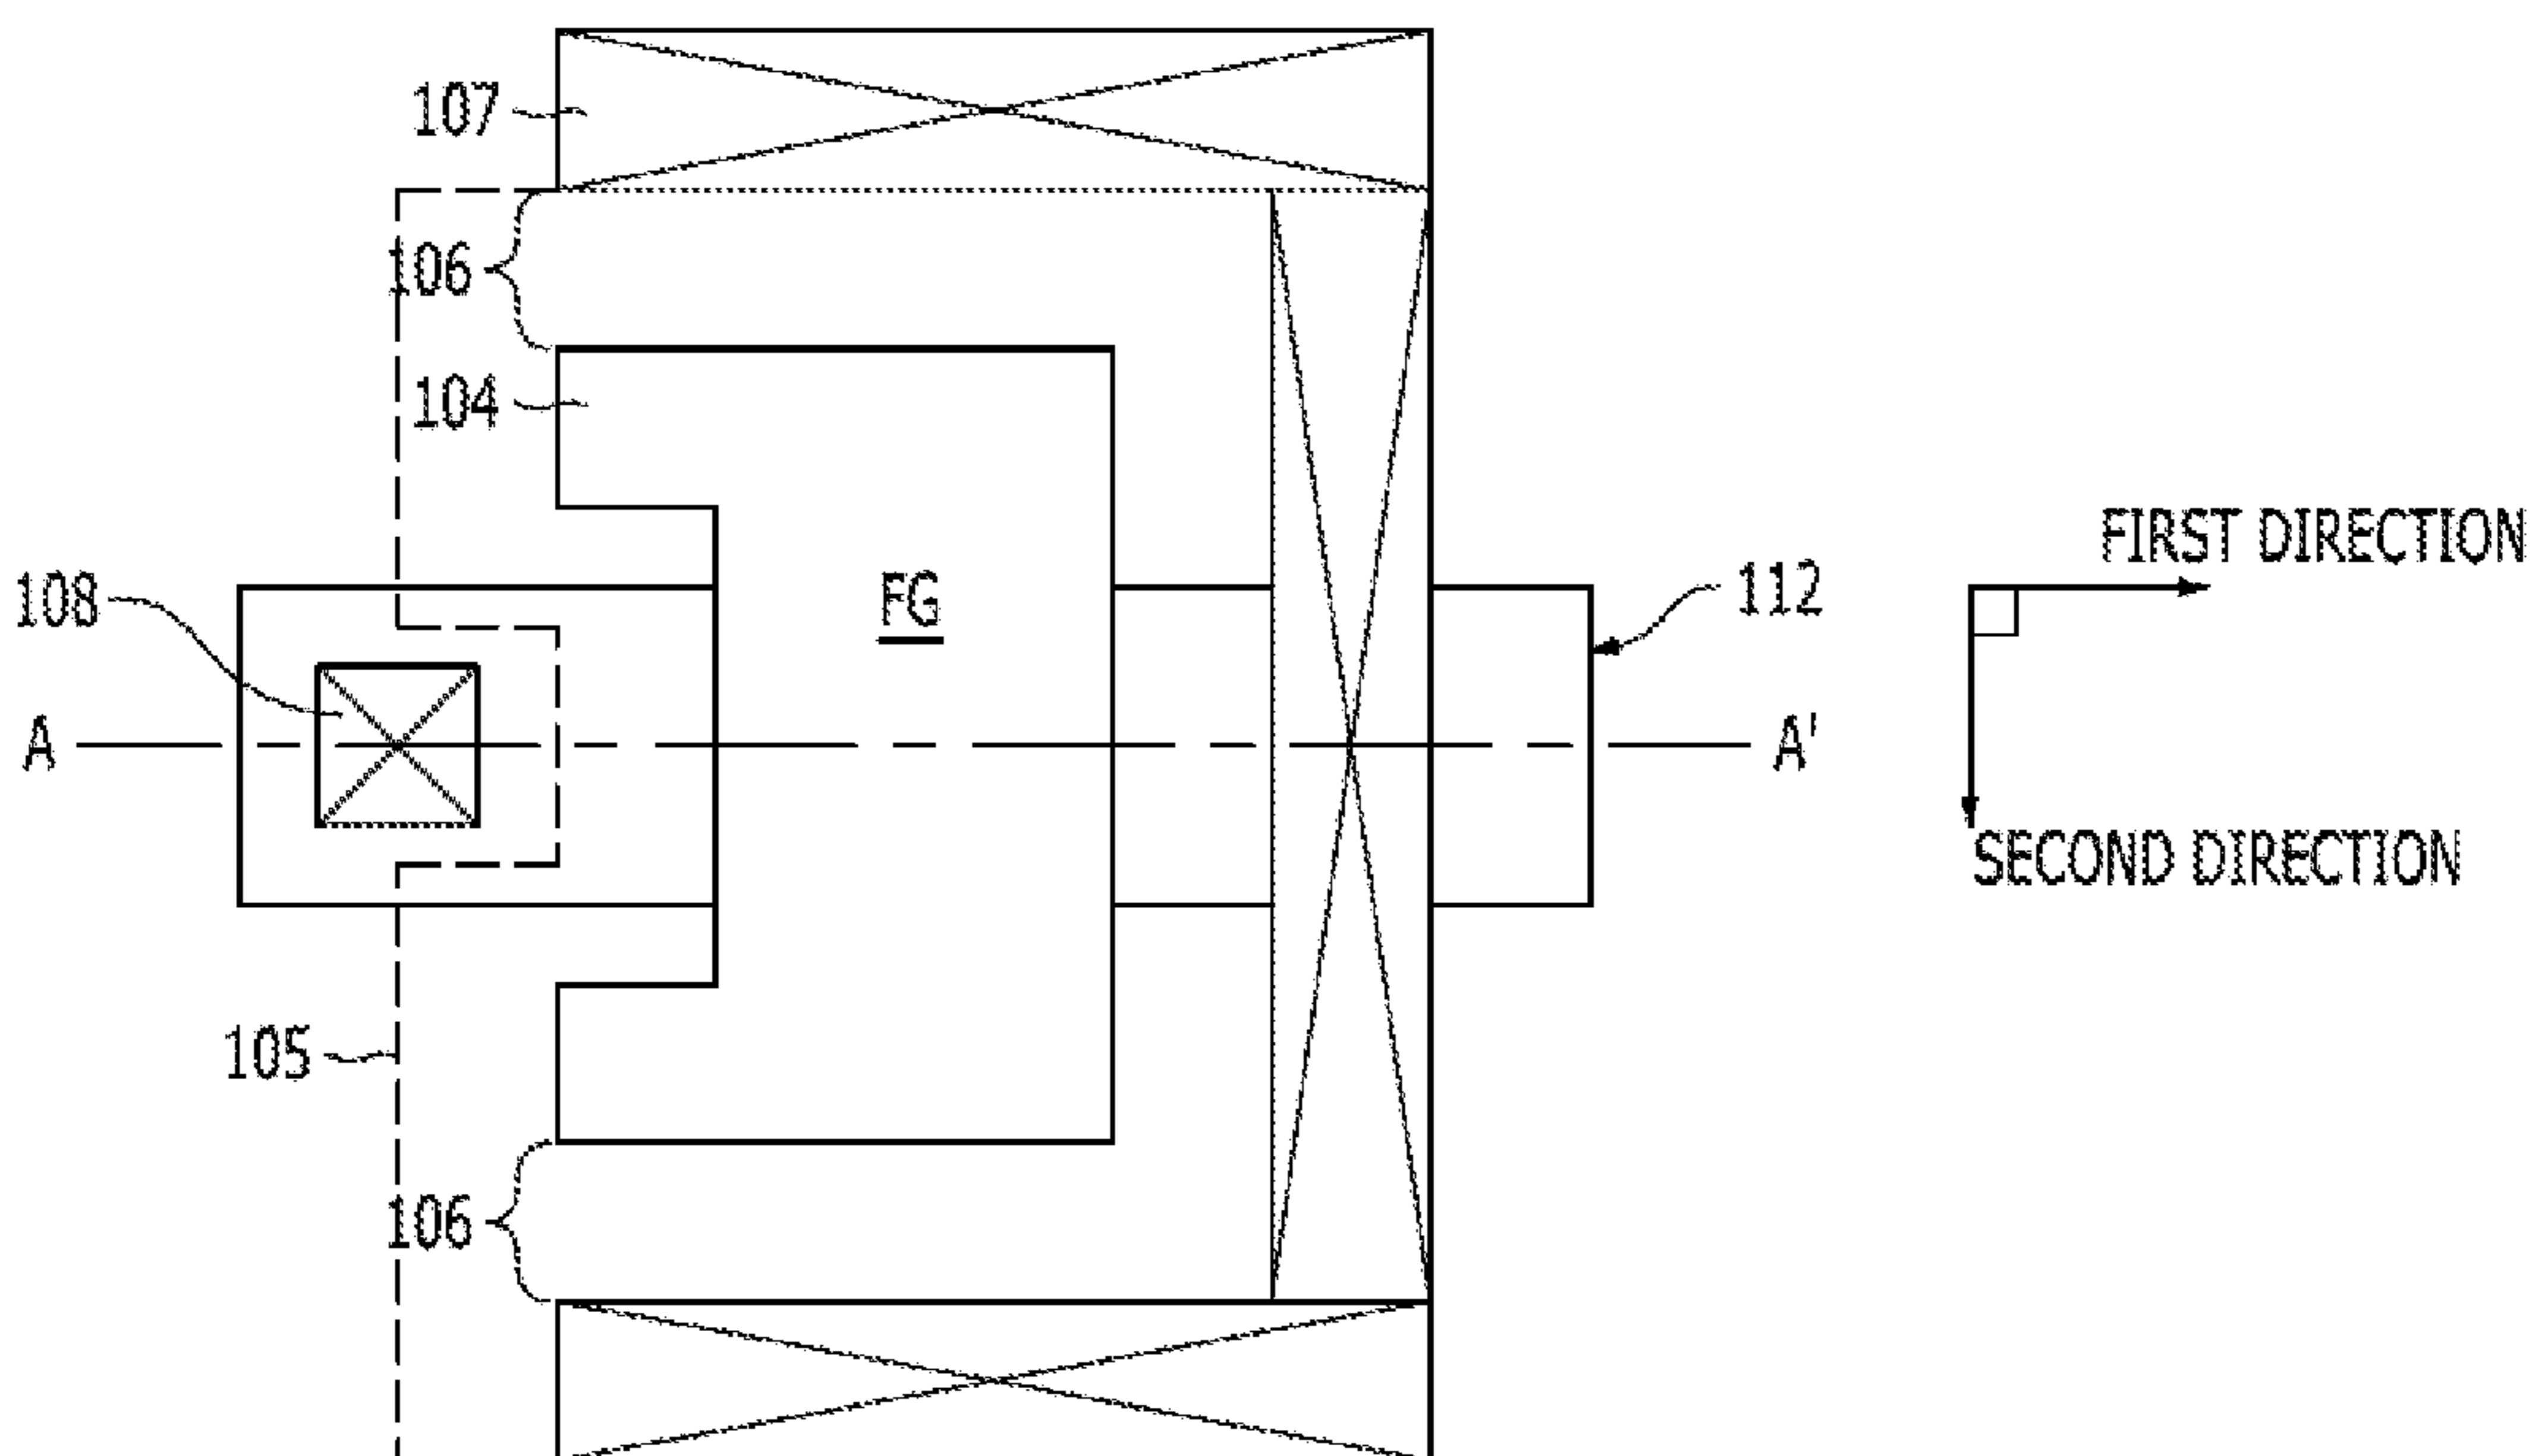 107
106
104
FIRST DIRECTION
FG
112
108
A
A'
SECOND DIRECTION
105
106